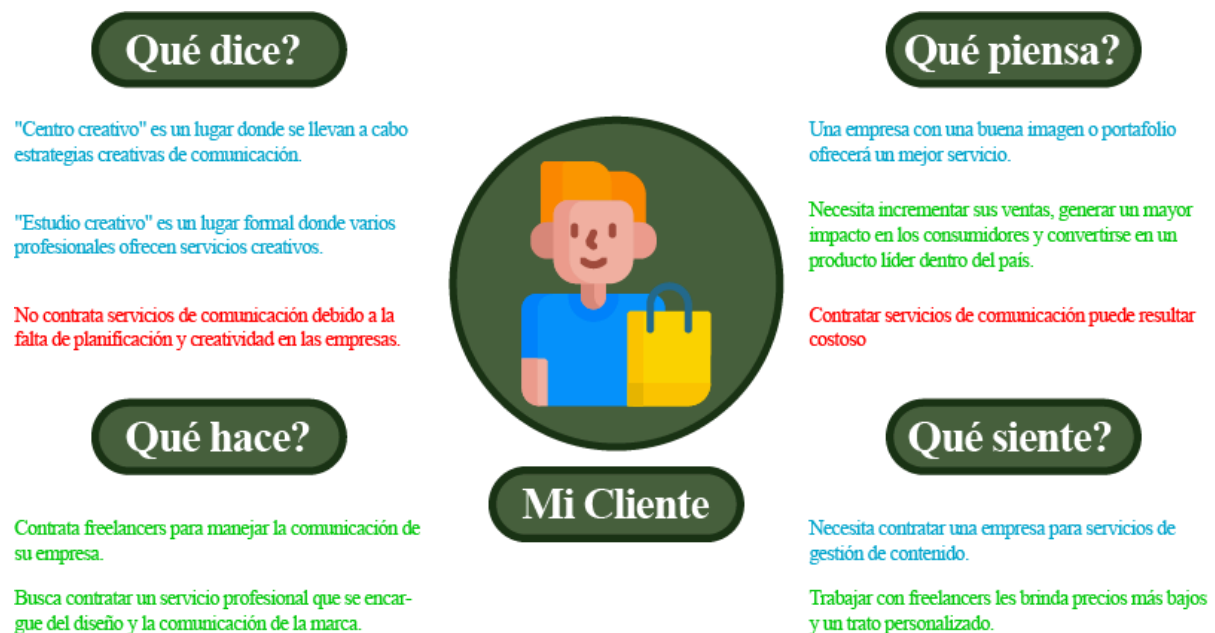 Qué dice?
"Centro creativo" es un lugar donde se llevan a cabo
estrategias creativas de comunicación.
"Estudio creativo" es un lugar formal donde varios
profesionales ofrecen servicios creativos.
No contrata servicios de comunicación debido a la
falta de planificación y creatividad en las empresas.
Qué piensa?
Una empresa con una buena imagen o portafolio
ofrecerá un mejor servicio.
Necesita incrementar sus ventas, generar un mayor
impacto en los consumidores y convertirse en un
producto líder dentro del país.
Contratar servicios de comunicación puede resultar
costoso
Mi Cliente
Qué hace?
Contrata freelancers para manejar la comunicación de
su empresa.
Busca contratar un servicio profesional que se encar-
gue del diseño y la comunicación de la marca.
Qué siente?
Necesita contratar una empresa para servicios de
gestión de contenido.
Trabajar con freelancers les brinda precios más bajos
y un trato personalizado.